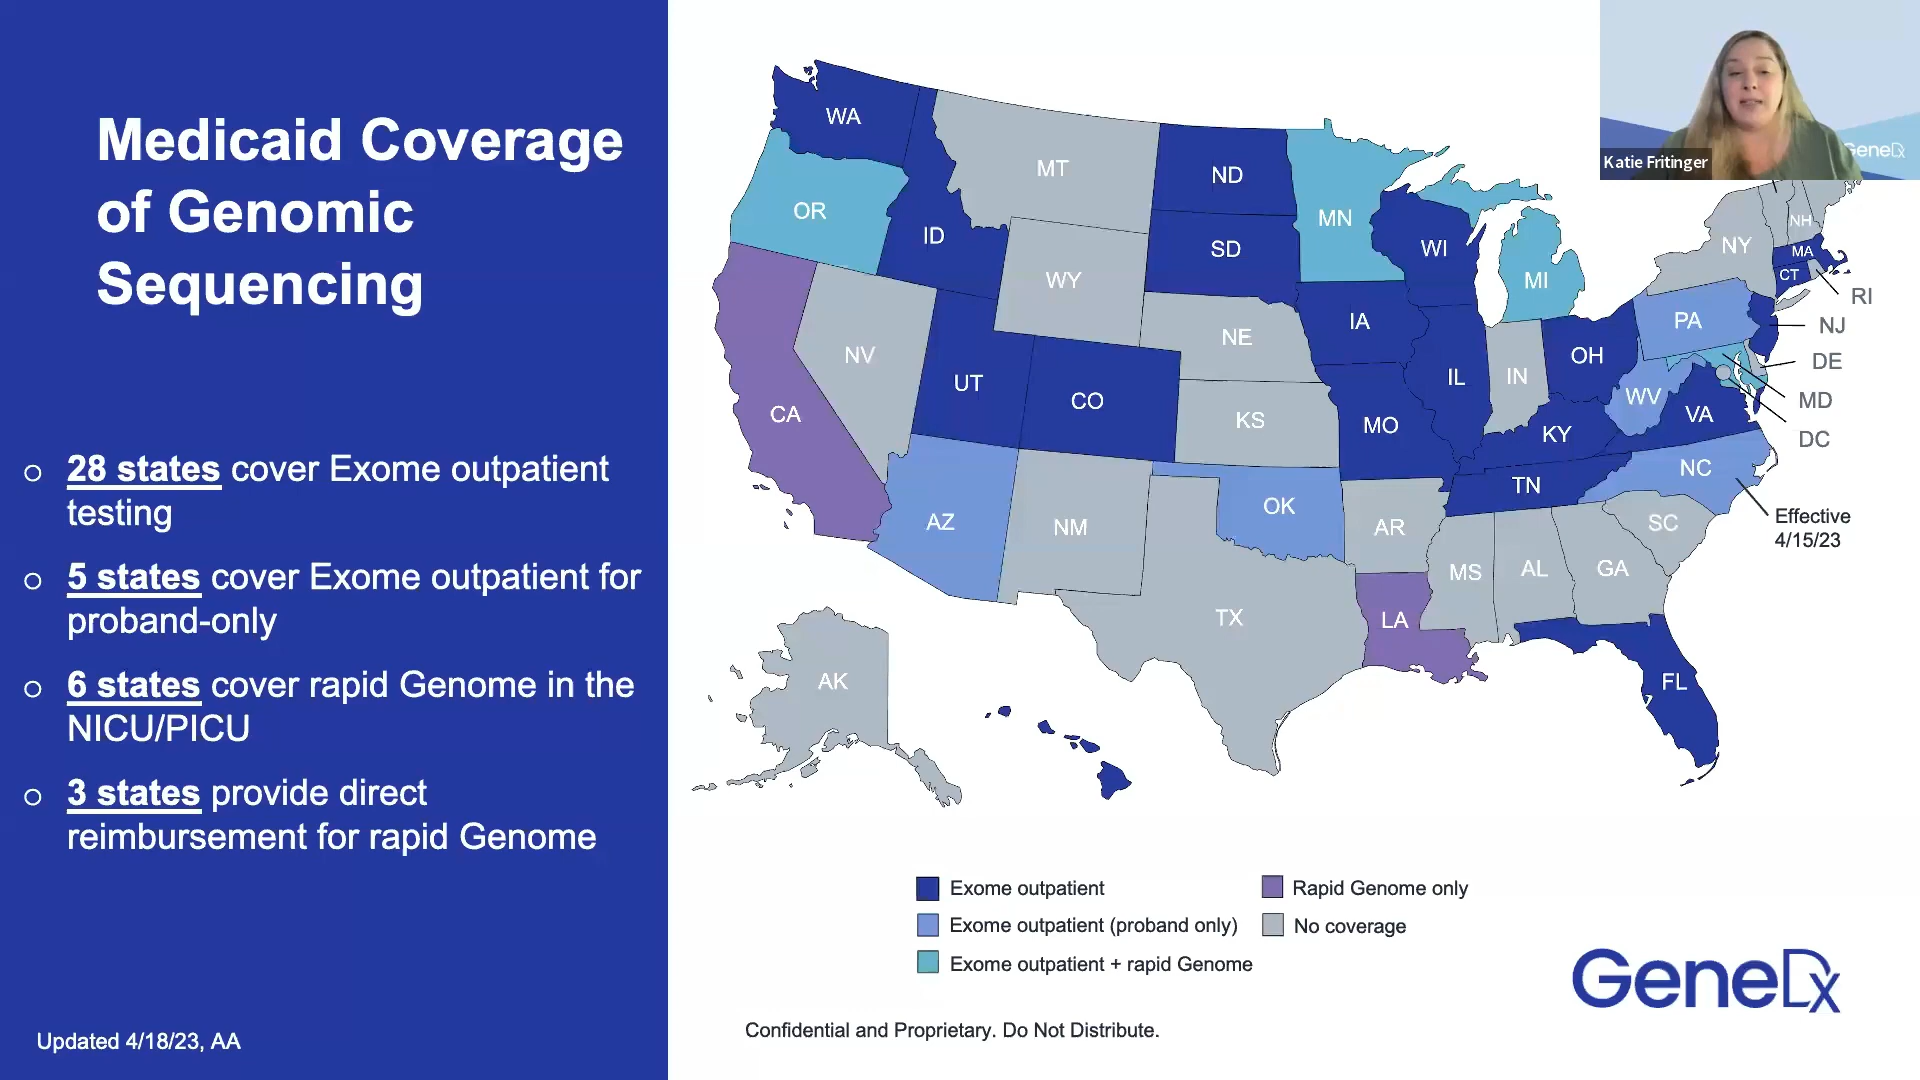 Medicaid Coverage
of Genomic
Sequencing
o 28 states cover Exome outpatient
testing
o 5 states cover Exome outpatient for
proband-only
o 6 states cover rapid Genome in the
NICU/PICU
o 3 states provide direct
reimbursement for rapid Genome
Updated 4/18/23, AA
WA
MT
ND
MN
OR
ID
SD
WI
MI
NY
NH
MA
CT
RI
WY
IA
PA
NJ
NV
NE
OH
DE
UT
CO
IL
IN
WV
MD
CA
KS
MO
KY
VA
DC
NC
TN
AZ
NM
OK
AR
SC
Effective
4/15/23
MS
AL
GA
TX
LA
AK
FL
Exome outpatient
Exome outpatient (proband only)
Exome outpatient + rapid Genome
Rapid Genome only
No coverage
GeneDx
Confidential and Proprietary. Do Not Distribute.
Katie Fritinger
GeneDx